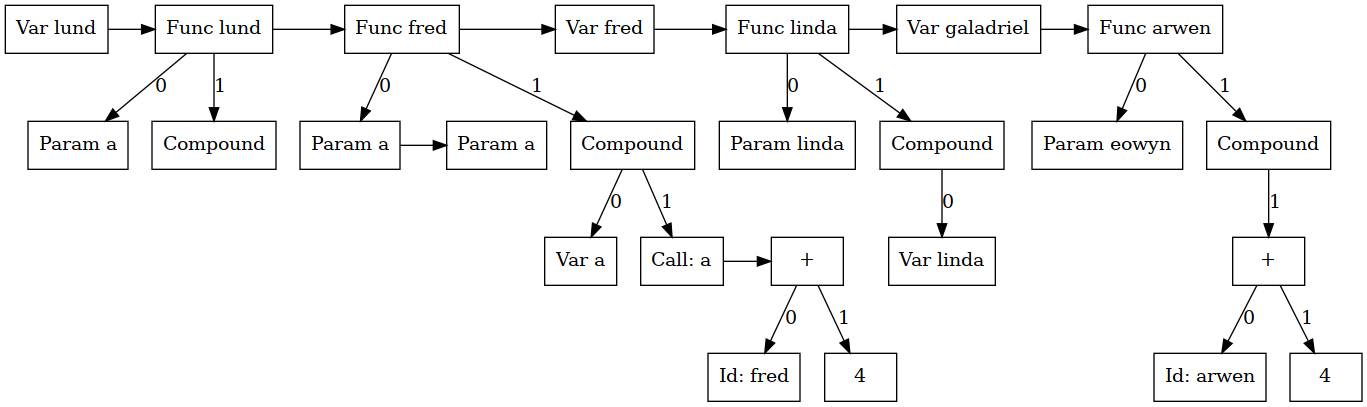 Var lund
Func lund
Func fred
Var fred
Func linda
Var galadriel
Func arwen
0
1
0
1
0
1
0
1
Param a
Compound
Param a
Param a
Compound
Param linda
Compound
Param eowyn
Compound
0
1
0
1
Var a
Call: a
+
Var linda
+
0
1
0
1
Id: fred
4
Id: arwen
4